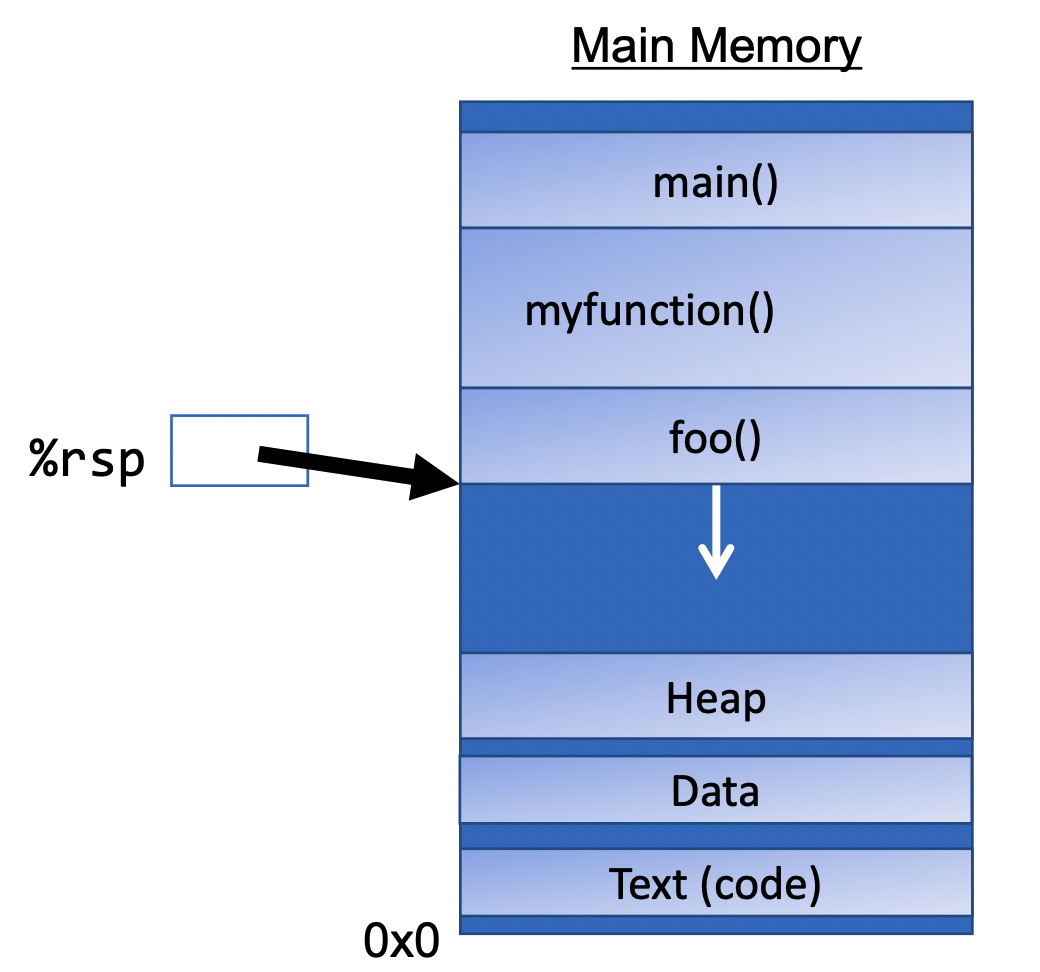 Main Memory
main()
myfunction()
foo()
%rsp
Heap
Data
Text (code)
0x0